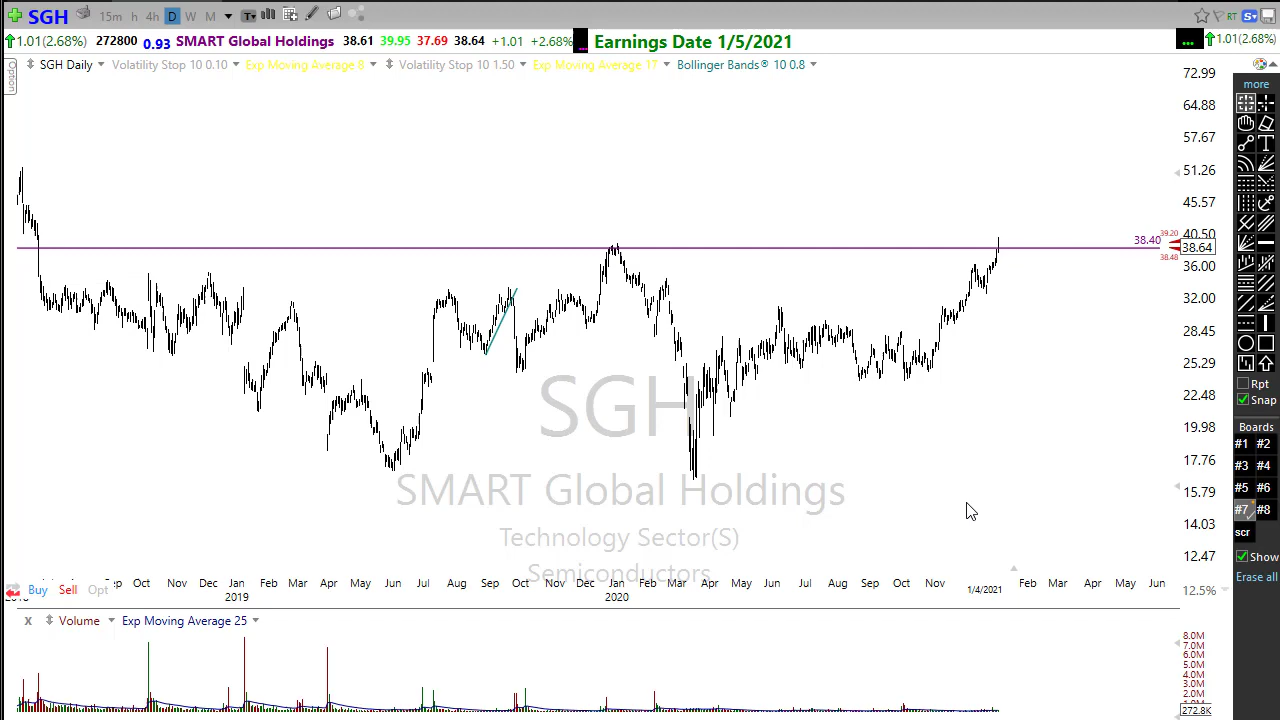 SGH 15m h 4h D W M T RT S
1.01(2.68%) 272800 0.93 SMART Global Holdings 38.61 39.95 37.69 38.64 +1.01 +2.68% ... Earnings Date 1/5/2021 ... 1.01(2.68%)
Option
SGH Daily Volatility Stop 10 0.10 Exp Moving Average 8 Volatility Stop 10 1.50 Exp Moving Average 17 Bollinger Bands® 10 0.8
72.99
64.88
57.67
51.26
45.57
40.50
38.40
39.20
38.64
38.48
36.00
32.00
28.45
25.29
22.48
19.98
17.76
15.79
14.03
12.47
12.5%
SGH
SMART Global Holdings
Technology Sector(S)
Semiconductors
Oct Nov Dec Jan Feb Mar Apr May Jun Jul Aug Sep Oct Nov Dec Jan Feb Mar Apr May Jun Jul Aug Sep Oct Nov 1/4/2021 Feb Mar Apr May Jun
2019 2020
Buy Sell Opt
X Volume Exp Moving Average 25
8.0M
7.0M
6.0M
5.0M
4.0M
3.0M
2.0M
272.8K
more
T
Rpt
Snap
Boards
#1 #2
#3 #4
#5 #6
#7 #8
scr
Show
Erase all